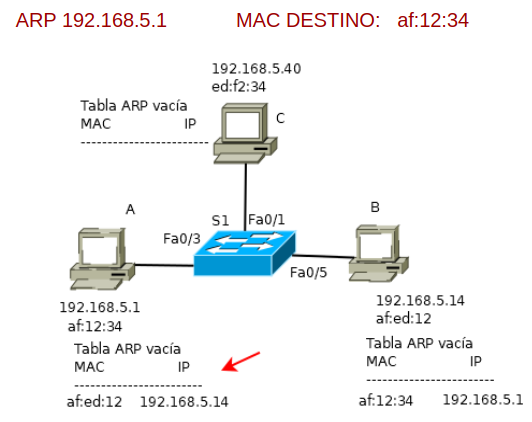 ARP 192.168.5.1 MAC DESTINO: af:12:34
192.168.5.40
ed:f2:34
Tabla ARP vacía
MAC IP
------------------------
C
A
B
S1 Fa0/1
Fa0/3
Fa0/5
192.168.5.1
af:12:34
Tabla ARP vacía
MAC IP
------------------------
af:ed:12 192.168.5.14
192.168.5.14
af:ed:12
Tabla ARP vacía
MAC IP
------------------------
af:12:34 192.168.5.1